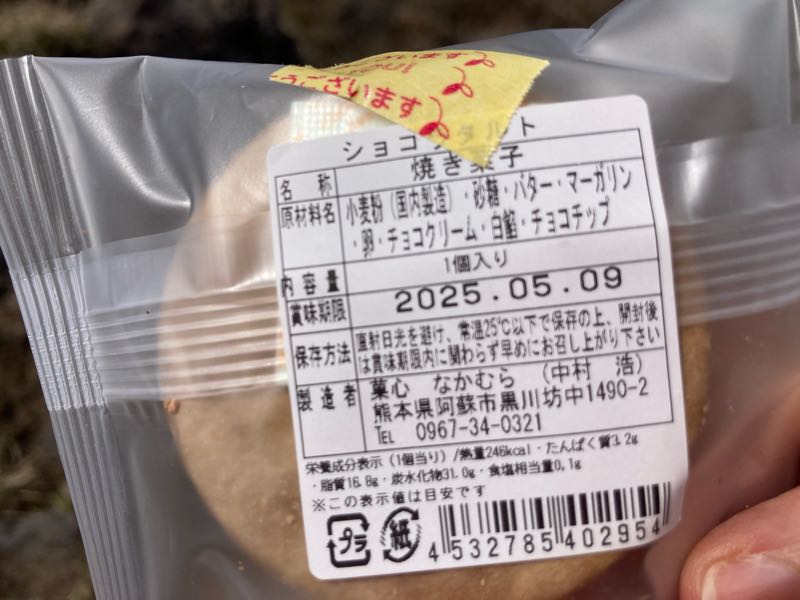 ございます
うございます
ショコラタルト
名称 焼き菓子
原材料名 小麦粉（国内製造）・砂糖・バター・マーガリン
・卵・チョコクリーム・白餡・チョコチップ
内容量 1個入り
賞味期限 2025.05.09
保存方法 直射日光を避け、常温25℃以下で保存の上、開封後
は賞味期限内に関わらず早めにお召し上がり下さい
製造者 菓心 なかむら （中村 浩）
熊本県阿蘇市黒川坊中1490-2
TEL 0967-34-0321
栄養成分表示（1個当り）/熱量246kcal・たんぱく質3.2g
・脂質16.8g・炭水化物31.0g・食塩相当量0.1g
※この表示値は目安です
プラ 紙
4 532785 402954